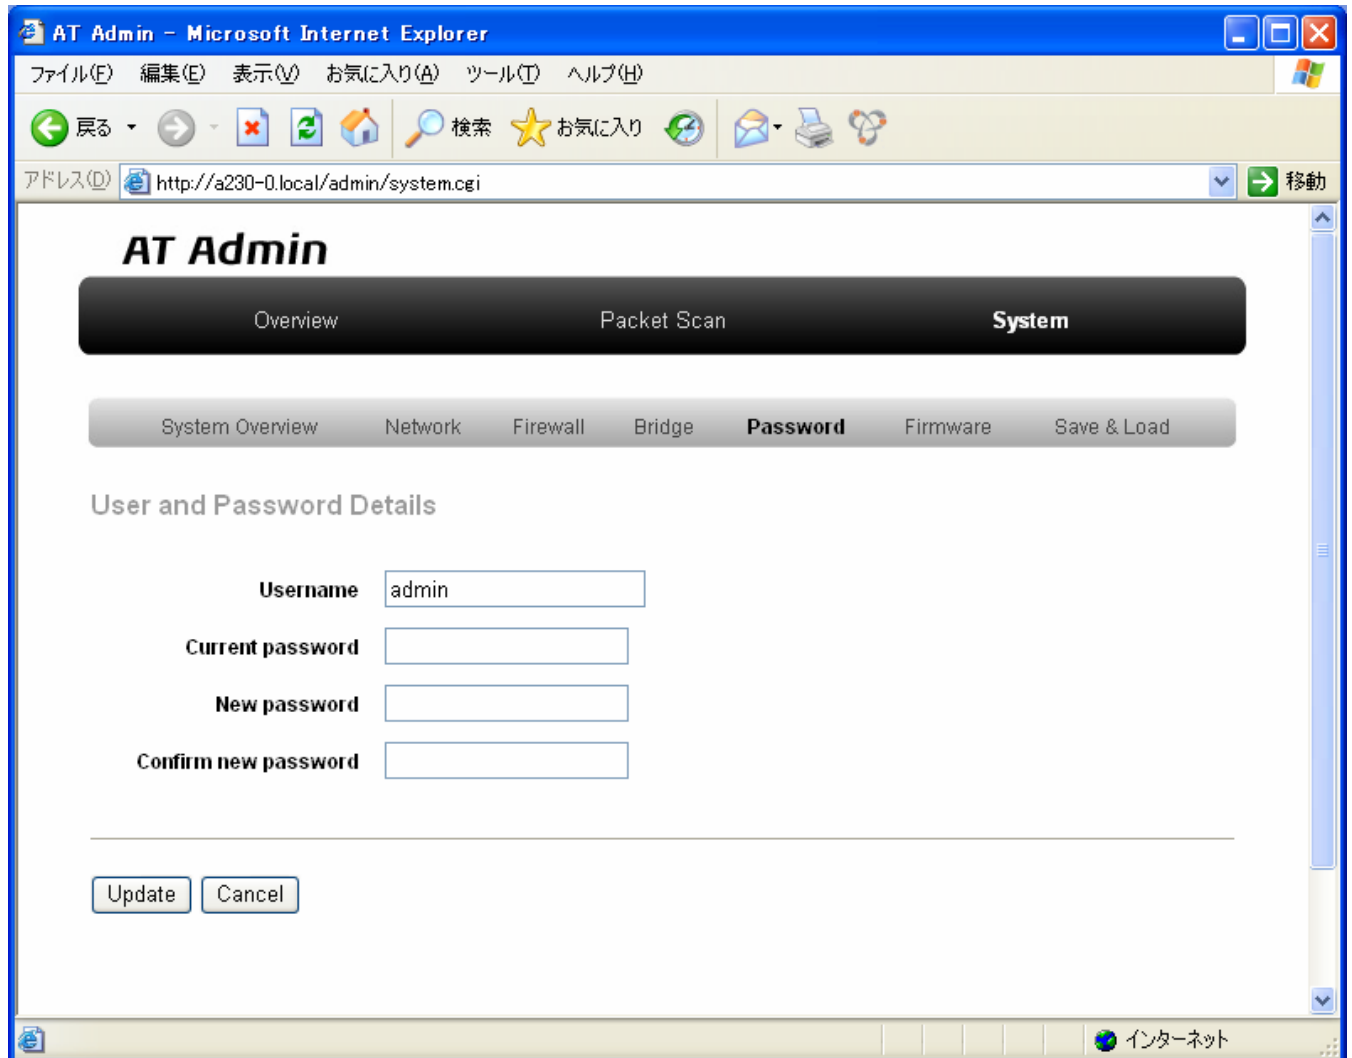 AT Admin - Microsoft Internet Explorer
ファイル(F) 編集(E) 表示(V) お気に入り(A) ツール(T) ヘルプ(H)
戻る 検索 お気に入り
アドレス(D) http://a230-0.local/admin/system.cgi 移動
AT Admin
Overview Packet Scan System
System Overview Network Firewall Bridge Password Firmware Save & Load
User and Password Details
Username admin
Current password
New password
Confirm new password
Update Cancel
インターネット